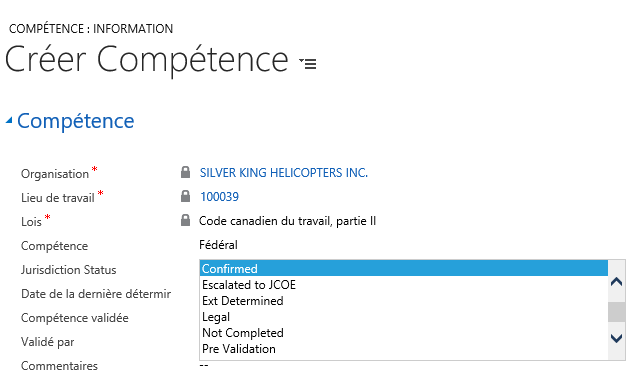 COMPÉTENCE : INFORMATION
Créer Compétence
Compétence
Organisation * SILVER KING HELICOPTERS INC.
Lieu de travail * 100039
Lois * Code canadien du travail, partie II
Compétence Fédéral
Jurisdiction Status Confirmed
Escalated to JCOE
Date de la dernière détermir Ext Determined
Compétence validée Legal
Validé par Not Completed
Pre Validation
Commentaires --